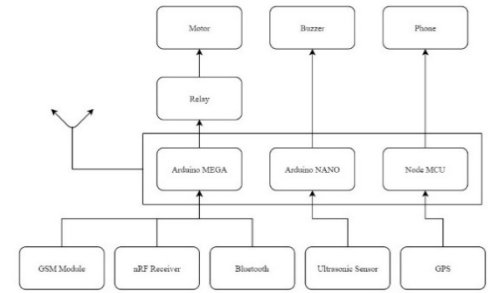 Motor
Buzzer
Phone
Relay
Arduino MEGA
Arduino NANO
Node MCU
GSM Module
nRF Receiver
Bluetooth
Ultrasonic Sensor
GPS